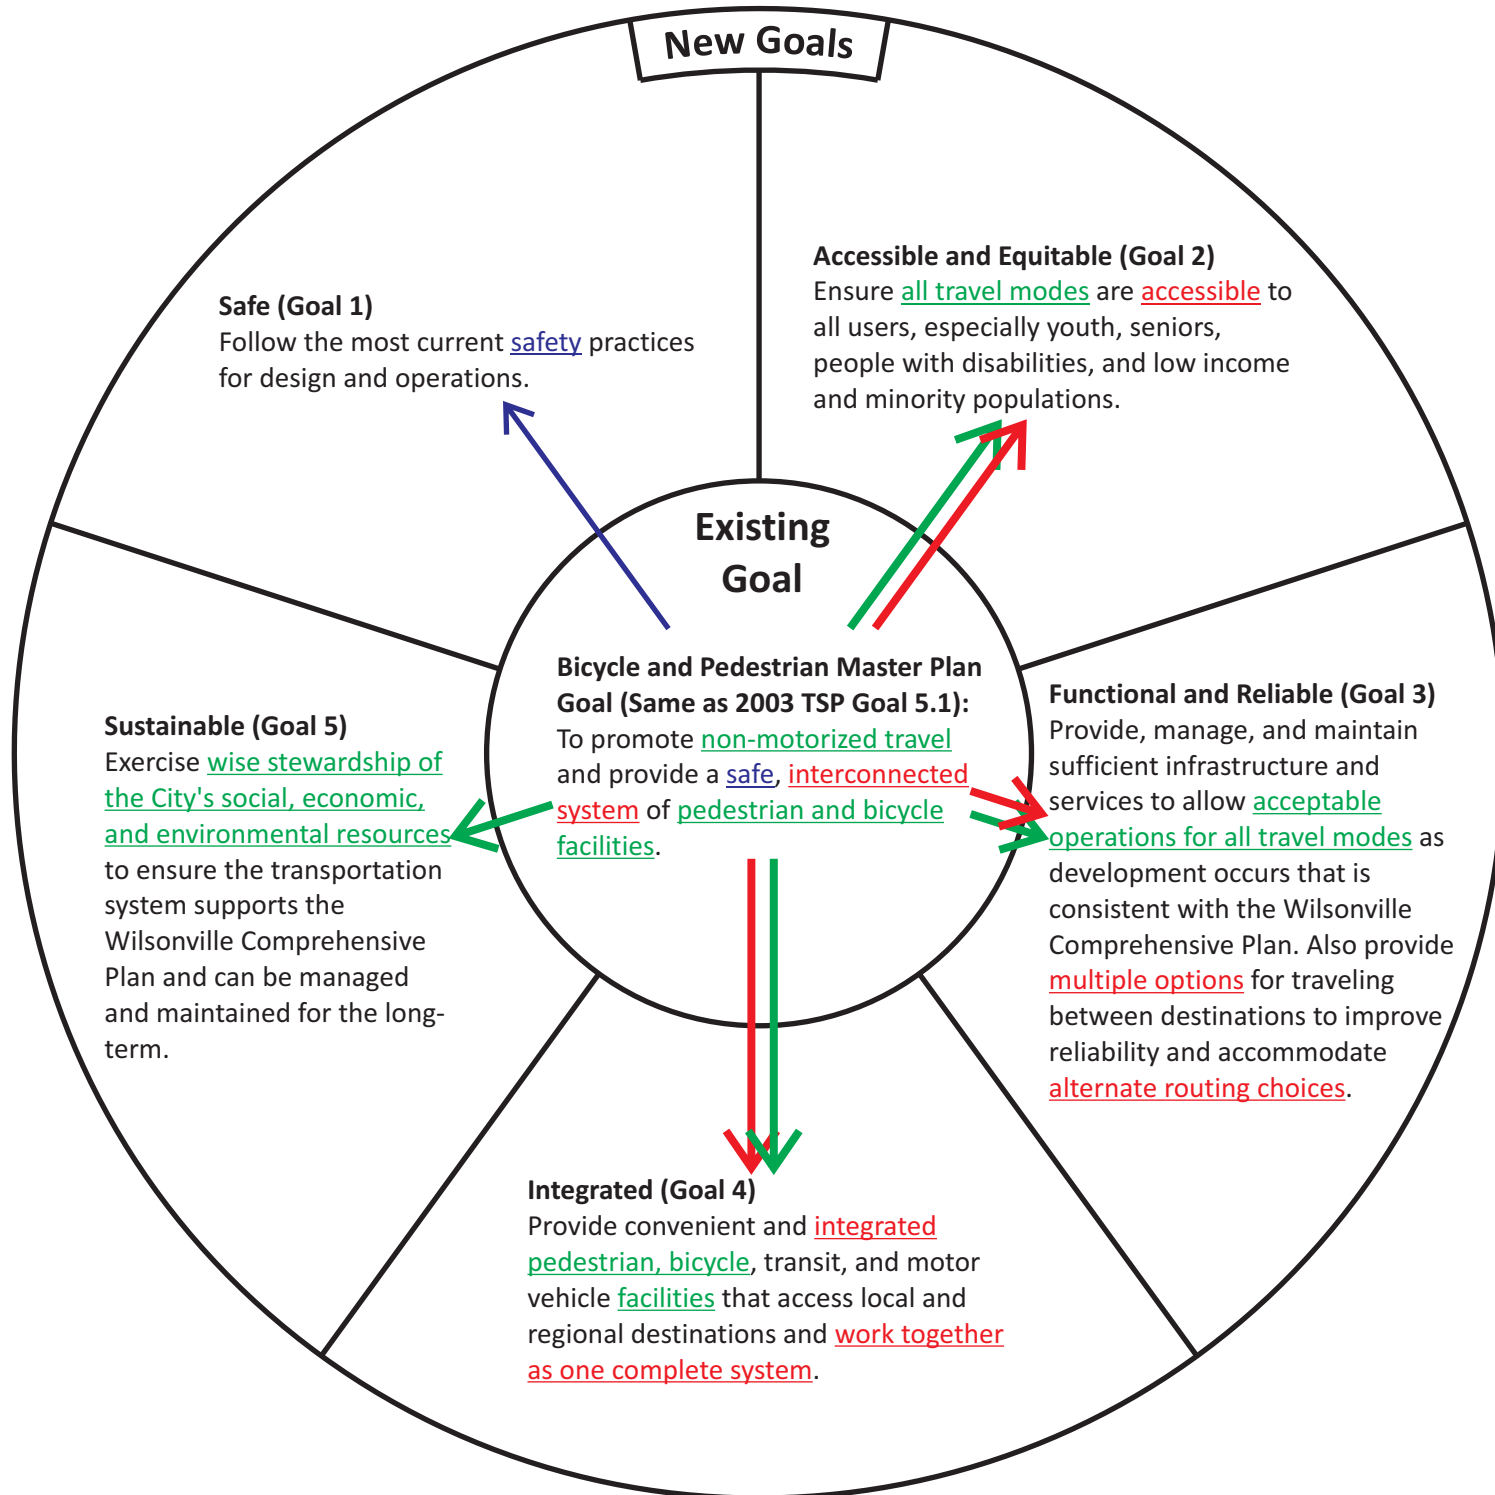 New Goals
Safe (Goal 1)
Follow the most current safety practices
for design and operations.
Accessible and Equitable (Goal 2)
Ensure all travel modes are accessible to
all users, especially youth, seniors,
people with disabilities, and low income
and minority populations.
Existing
Goal
Bicycle and Pedestrian Master Plan
Goal (Same as 2003 TSP Goal 5.1):
To promote non-motorized travel
and provide a safe, interconnected
system of pedestrian and bicycle
facilities.
Functional and Reliable (Goal 3)
Provide, manage, and maintain
sufficient infrastructure and
services to allow acceptable
operations for all travel modes as
development occurs that is
consistent with the Wilsonville
Comprehensive Plan. Also provide
multiple options for traveling
between destinations to improve
reliability and accommodate
alternate routing choices.
Sustainable (Goal 5)
Exercise wise stewardship of
the City's social, economic,
and environmental resources
to ensure the transportation
system supports the
Wilsonville Comprehensive
Plan and can be managed
and maintained for the long-
term.
Integrated (Goal 4)
Provide convenient and integrated
pedestrian, bicycle, transit, and motor
vehicle facilities that access local and
regional destinations and work together
as one complete system.